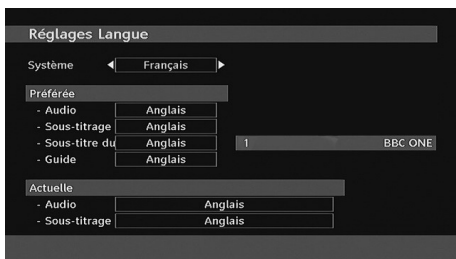 Réglages Langue
Système Français
Préférée
- Audio Anglais
- Sous-titrage Anglais
- Sous-titre du Anglais 1 BBC ONE
- Guide Anglais
Actuelle
- Audio Anglais
- Sous-titrage Anglais